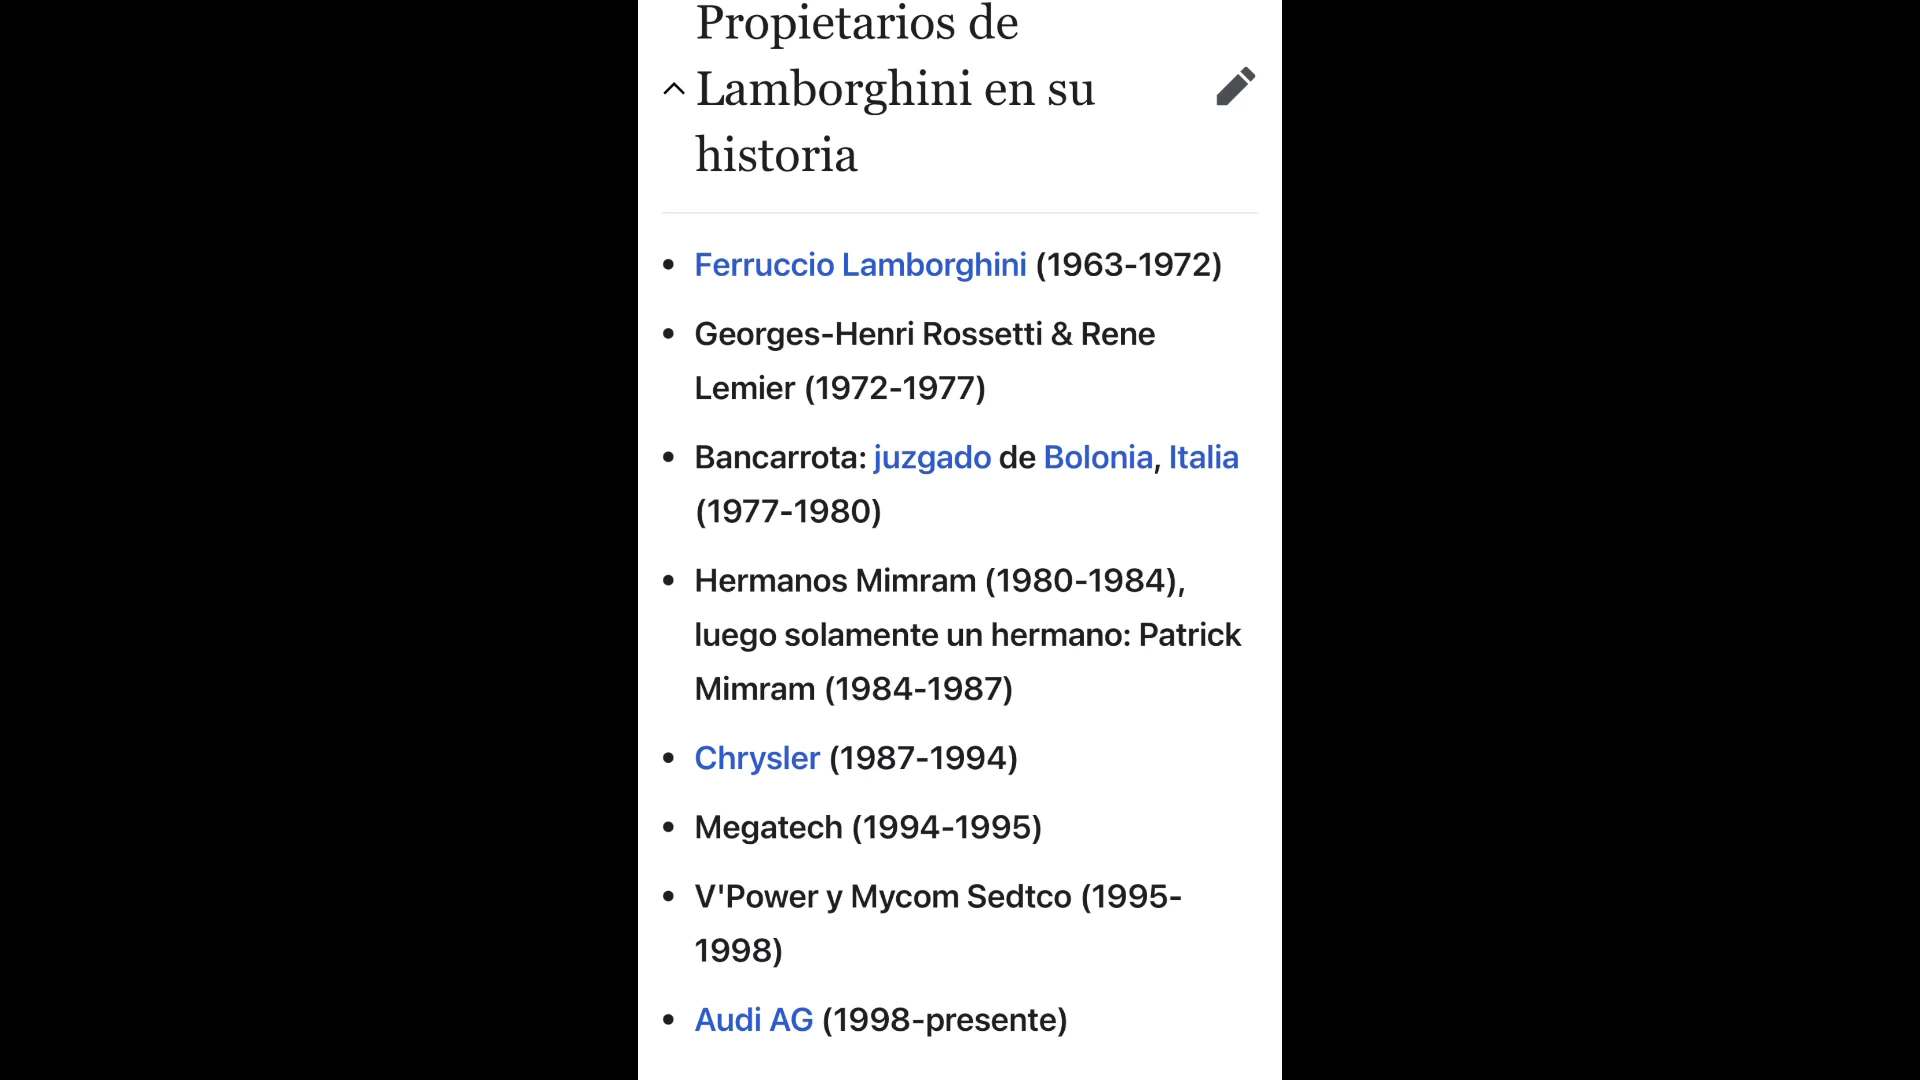 Propietarios de
Lamborghini en su
historia
Ferruccio Lamborghini (1963-1972)
Georges-Henri Rossetti & Rene
Lemier (1972-1977)
Bancarrota: juzgado de Bolonia, Italia
(1977-1980)
Hermanos Mimram (1980-1984),
luego solamente un hermano: Patrick
Mimram (1984-1987)
Chrysler (1987-1994)
Megatech (1994-1995)
V'Power y Mycom Sedtco (1995-
1998)
Audi AG (1998-presente)